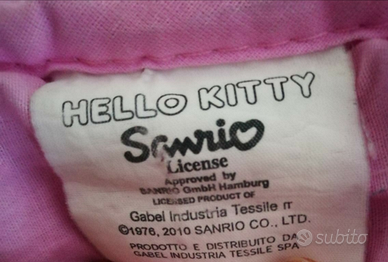 HELLO KITTY
Sanrio
License
Approved by
SANRIO GmbH Hamburg
LICENSED PRODUCT OF
Gabel Industria Tessile IT
©1976, 2010 SANRIO CO., LTD.
PRODOTTO E DISTRIBUITO DA
GABEL INDUSTRIA TESSILE SPA
subito